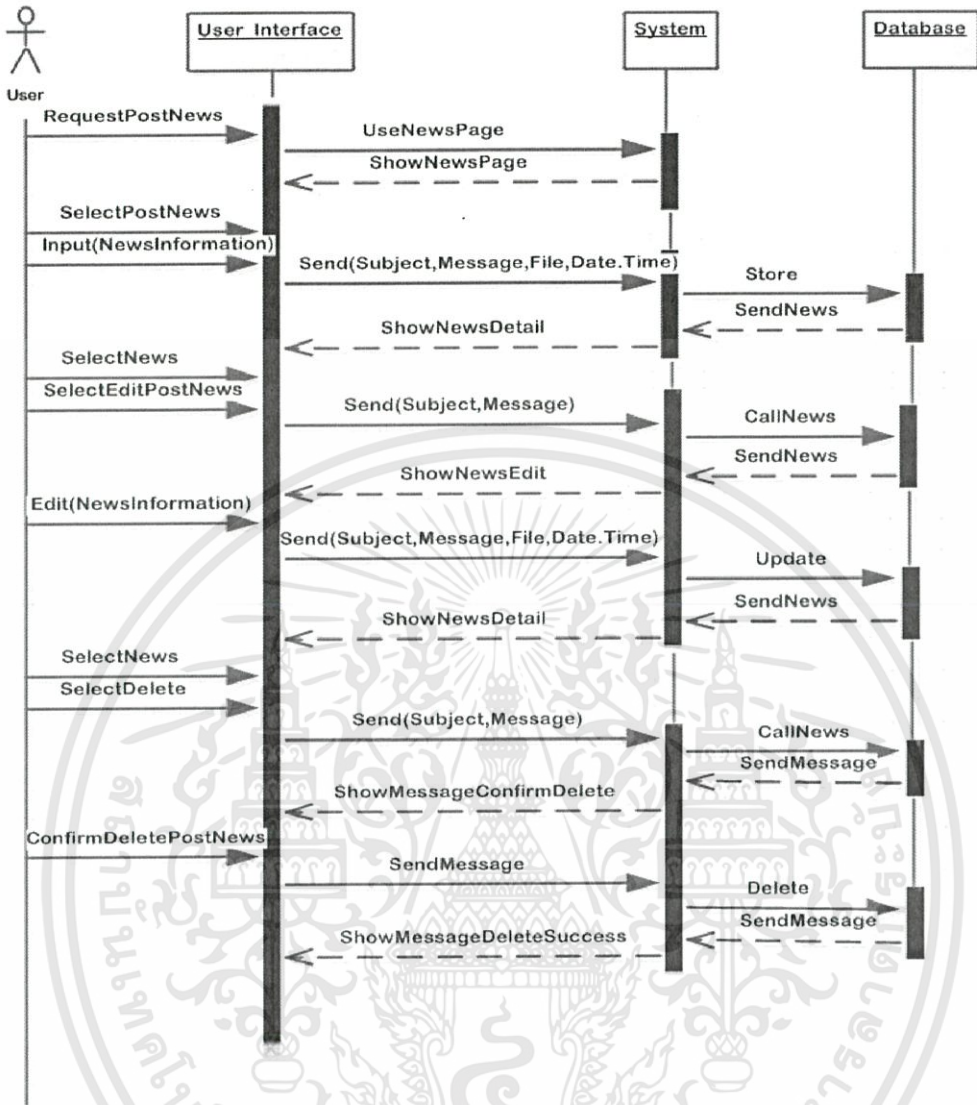 User Interface
System
Database
User
RequestPostNews
UseNewsPage
ShowNewsPage
SelectPostNews
Input(NewsInformation)
Send(Subject,Message,File,Date.Time)
Store
SendNews
ShowNewsDetail
SelectNews
SelectEditPostNews
Send(Subject,Message)
CallNews
SendNews
ShowNewsEdit
Edit(NewsInformation)
Send(Subject,Message,File,Date.Time)
Update
SendNews
ShowNewsDetail
SelectNews
SelectDelete
Send(Subject,Message)
CallNews
SendMessage
ShowMessageConfirmDelete
ConfirmDeletePostNews
SendMessage
Delete
SendMessage
ShowMessageDeleteSuccess